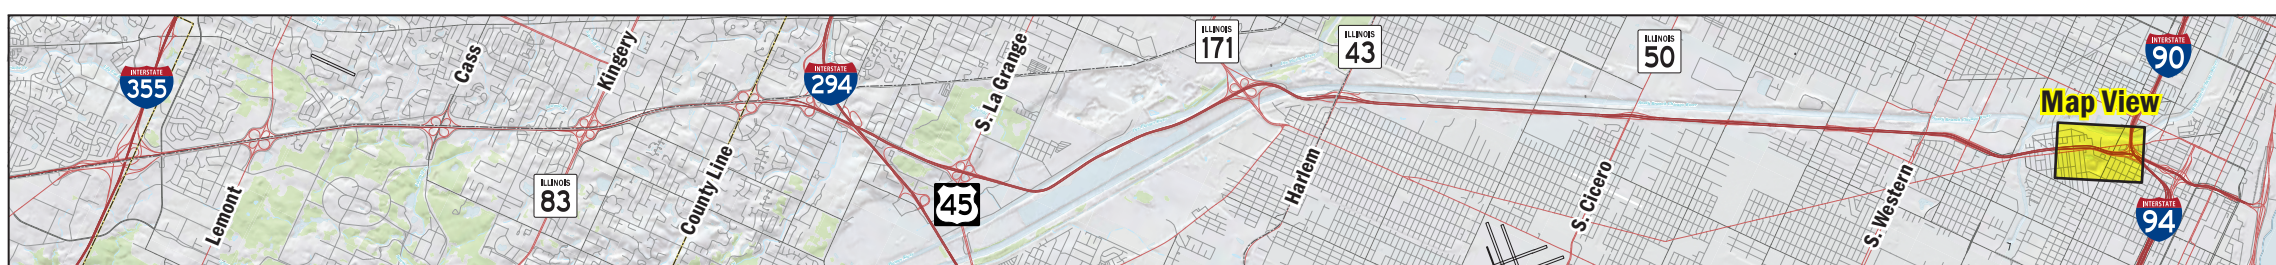 INTERSTATE
355
Lemont
Cass
ILLINOIS
83
Kingery
County Line
INTERSTATE
294
45
S. La Grange
ILLINOIS
171
Harlem
ILLINOIS
43
S. Cicero
ILLINOIS
50
S. Western
Map View
INTERSTATE
90
INTERSTATE
94